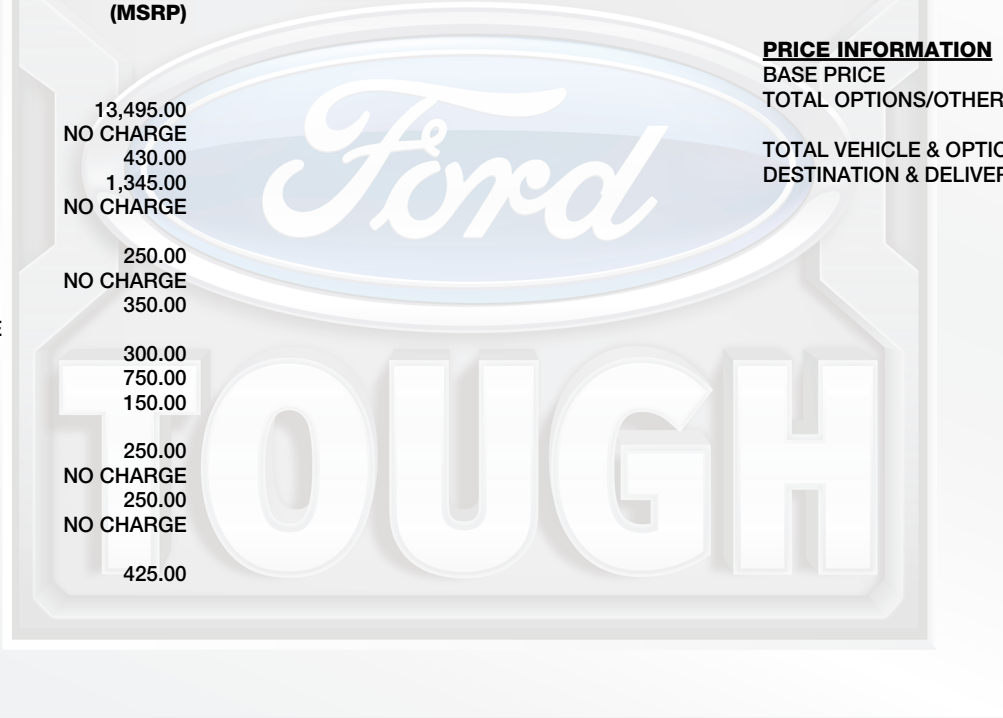 (MSRP)
13,495.00
NO CHARGE
430.00
1,345.00
NO CHARGE
250.00
NO CHARGE
350.00
E
300.00
750.00
150.00
250.00
NO CHARGE
250.00
NO CHARGE
425.00
PRICE INFORMATION
BASE PRICE
TOTAL OPTIONS/OTHER
TOTAL VEHICLE & OPTIO
DESTINATION & DELIVER
Ford
TOUGH